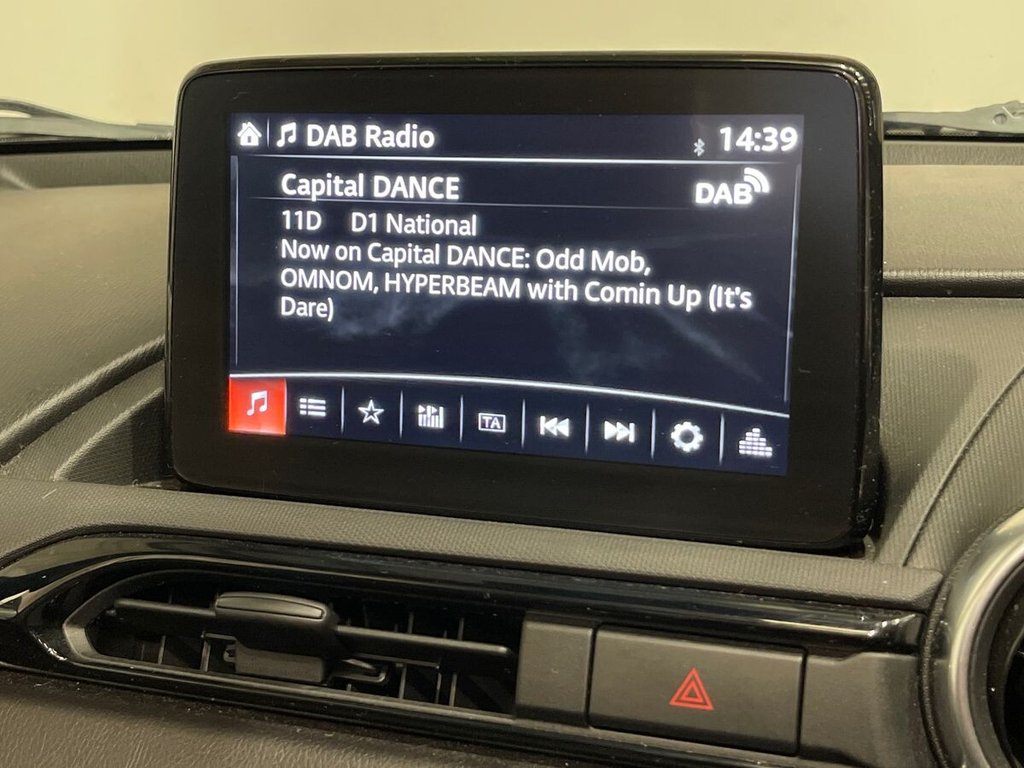 DAB Radio 14:39
Capital DANCE DAB
11D D1 National
Now on Capital DANCE: Odd Mob,
OMNOM, HYPERBEAM with Comin Up (It's
Dare)
TA